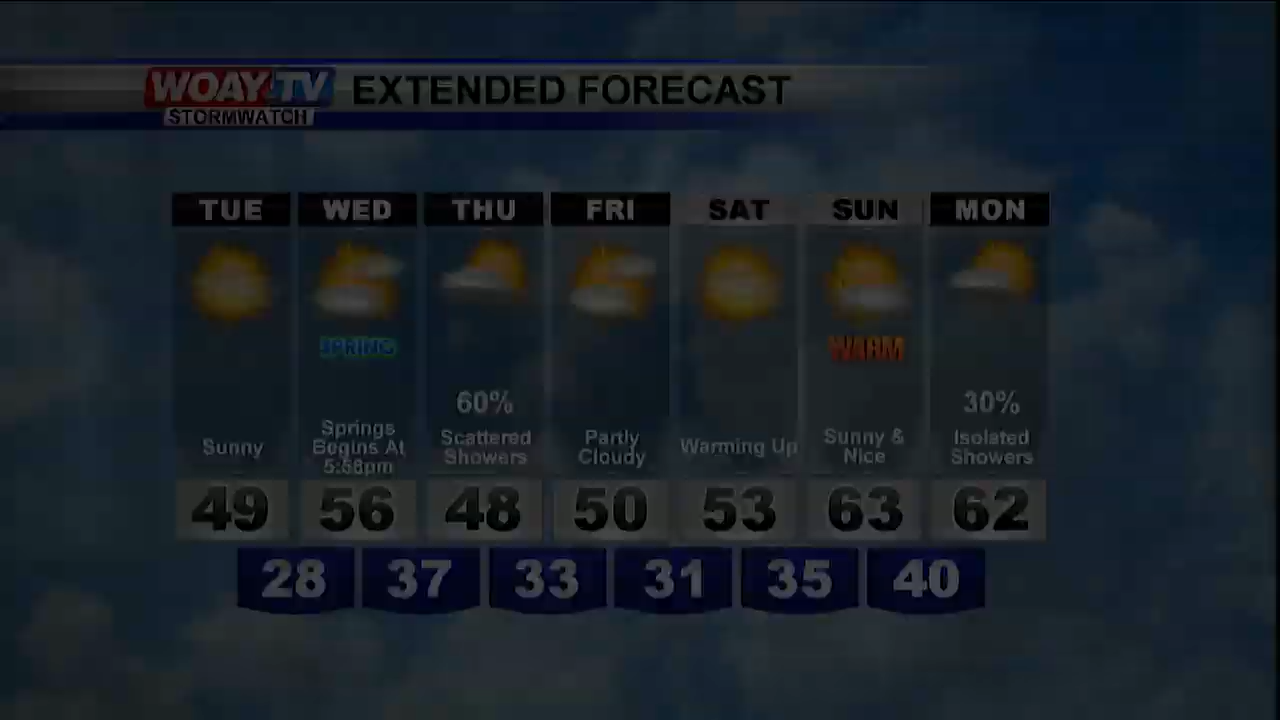 WOAY-TV EXTENDED FORECAST
STORMWATCH
TUE WED THU FRI SAT SUN MON
SPRING WARM
60% 30%
Sunny
Springs
Begins At
5:58pm
Scattered
Showers
Partly
Cloudy
Warming Up
Sunny &
Nice
Isolated
Showers
49 56 48 50 53 63 62
28 37 33 31 35 40